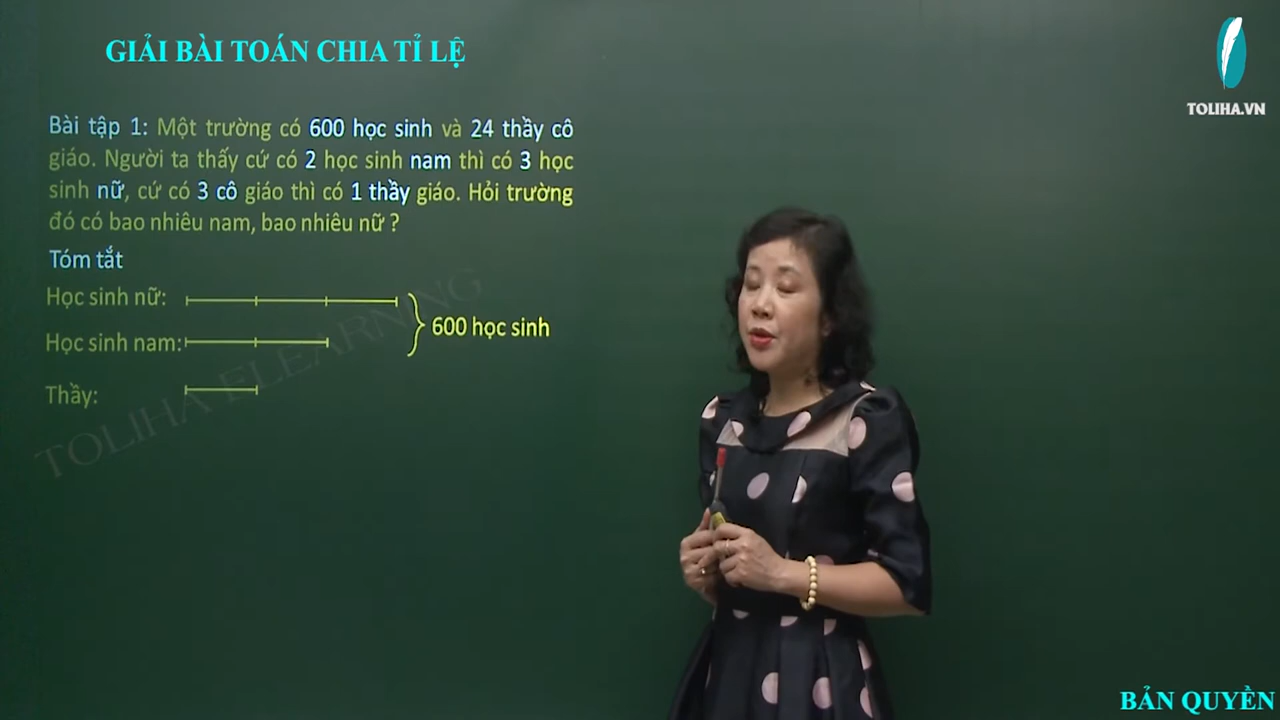 GIẢI BÀI TOÁN CHIA TỈ LỆ
TOLIHA.VN
Bài tập 1: Một trường có 600 học sinh và 24 thầy cô
giáo. Người ta thấy cứ có 2 học sinh nam thì có 3 học
sinh nữ, cứ có 3 cô giáo thì có 1 thầy giáo. Hỏi trường
đó có bao nhiêu nam, bao nhiêu nữ ?
Tóm tắt
Học sinh nữ:
600 học sinh
Học sinh nam:
Thầy:
TOLIHA ELEARNING
BẢN QUYỀN